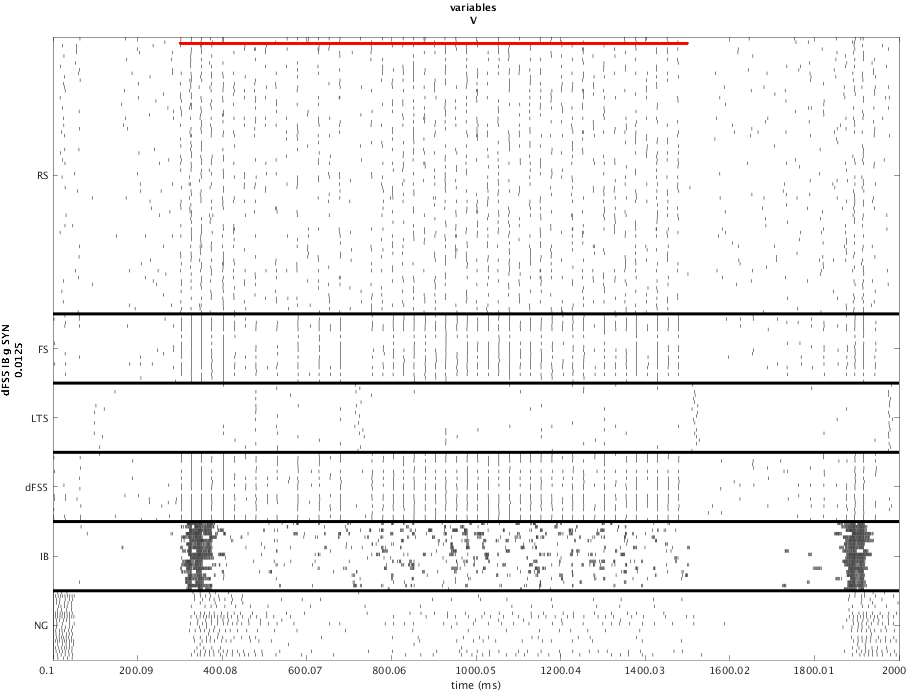 variables
V
dFS5 IB g SYN
0.0125
RS
FS
LTS
dFS5
IB
NG
0.1 200.09 400.08 600.07 800.06 1000.05 1200.04 1400.03 1600.02 1800.01 2000
time (ms)